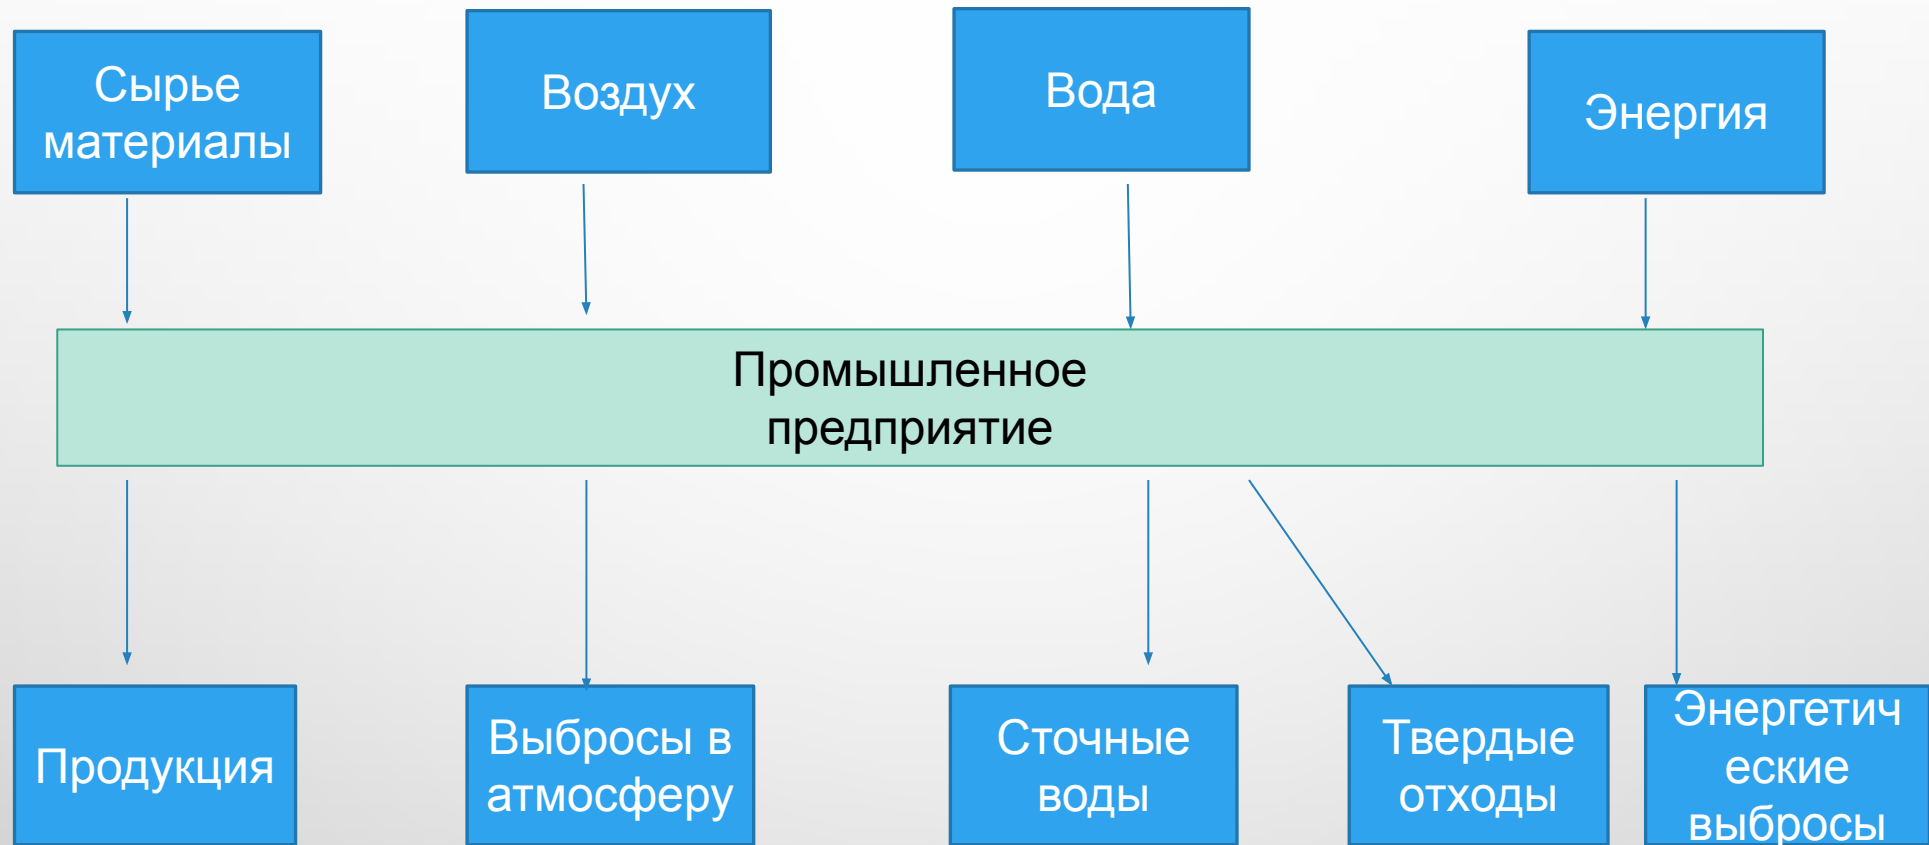 Сырье
материалы
Воздух
Вода
Энергия
Промышленное
предприятие
Продукция
Выбросы в
атмосферу
Сточные
воды
Твердые
отходы
Энергетич
еские
выбросы